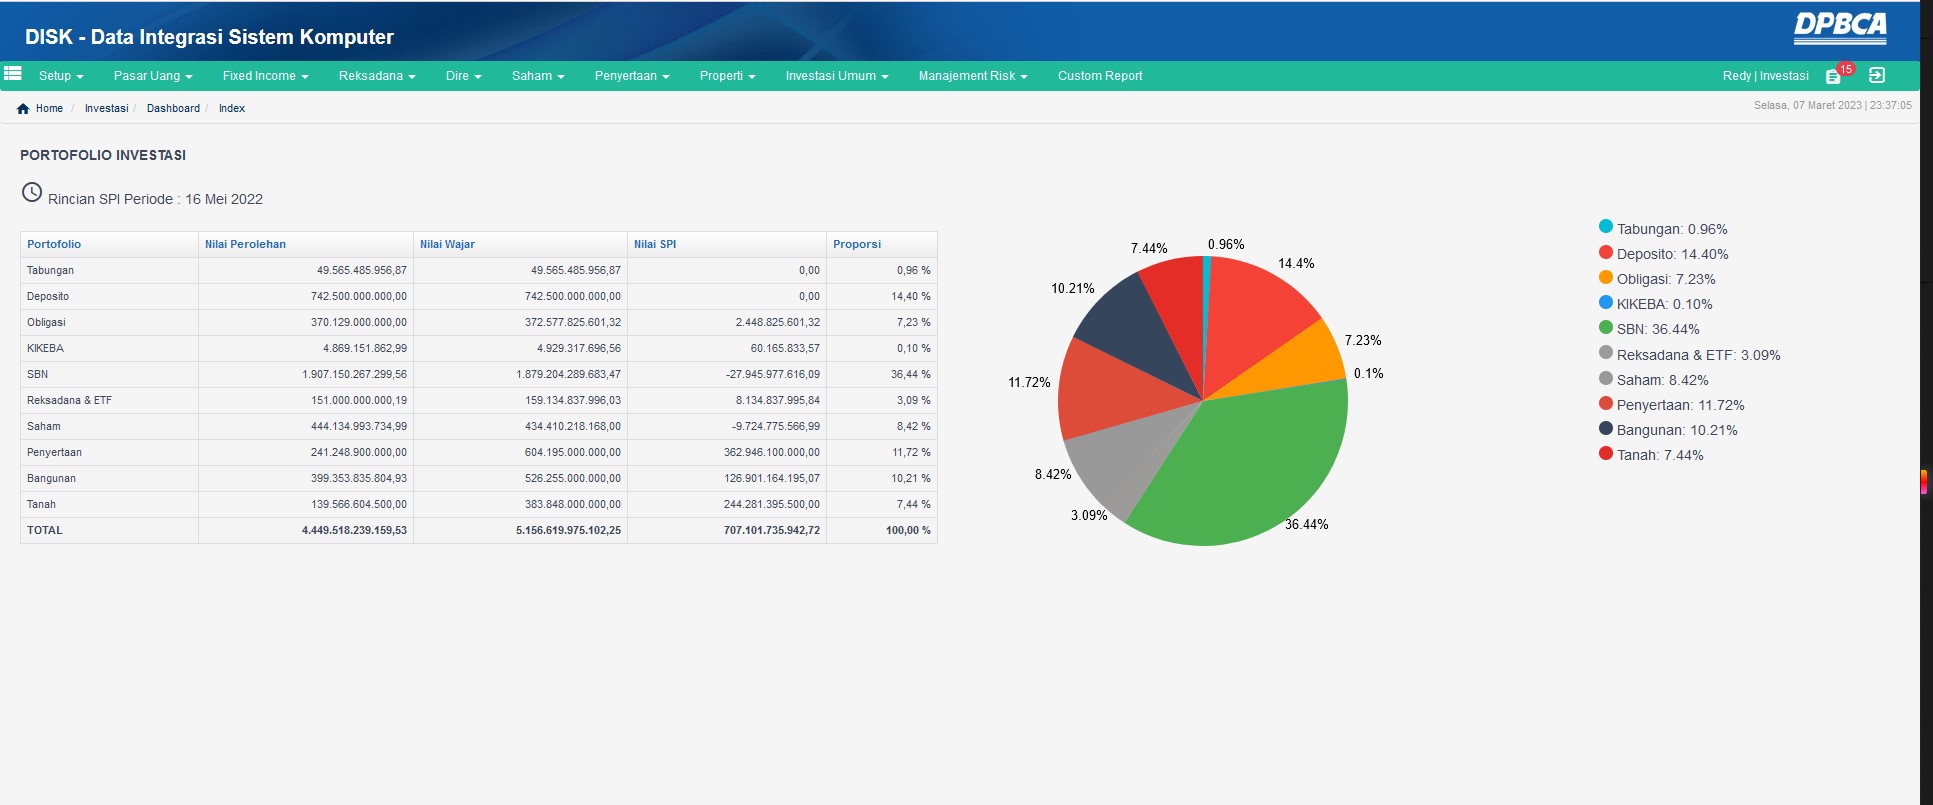 DISK - Data Integrasi Sistem Komputer
DPBCA
Setup Pasar Uang Fixed Income Reksadana Dire Saham Penyertaan Properti Investasi Umum Manajement Risk Custom Report Redy | Investasi 15
Home / Investasi / Dashboard / Index
Selasa, 07 Maret 2023 | 23:37:05
PORTOFOLIO INVESTASI
Rincian SPI Periode : 16 Mei 2022
Portofolio Nilai Perolehan Nilai Wajar Nilai SPI Proporsi
Tabungan 49.565.485.956,87 49.565.485.956,87 0,00 0,96 %
Deposito 742.500.000.000,00 742.500.000.000,00 0,00 14,40 %
Obligasi 370.129.000.000,00 372.577.825.601,32 2.448.825.601,32 7,23 %
KIKEBA 4.869.151.862,99 4.929.317.696,56 60.165.833,57 0,10 %
SBN 1.907.150.267.299,56 1.879.204.289.683,47 -27.945.977.616,09 36,44 %
Reksadana & ETF 151.000.000.000,19 159.134.837.996,03 8.134.837.995,84 3,09 %
Saham 444.134.993.734,99 434.410.218.168,00 -9.724.775.566,99 8,42 %
Penyertaan 241.248.900.000,00 604.195.000.000,00 362.946.100.000,00 11,72 %
Bangunan 399.353.835.804,93 526.255.000.000,00 126.901.164.195,07 10,21 %
Tanah 139.566.604.500,00 383.848.000.000,00 244.281.395.500,00 7,44 %
TOTAL 4.449.518.239.159,53 5.156.619.975.102,25 707.101.735.942,72 100,00 %
0.96%
14.4%
7.23%
0.1%
36.44%
3.09%
8.42%
11.72%
10.21%
7.44%
Tabungan: 0.96%
Deposito: 14.40%
Obligasi: 7.23%
KIKEBA: 0.10%
SBN: 36.44%
Reksadana & ETF: 3.09%
Saham: 8.42%
Penyertaan: 11.72%
Bangunan: 10.21%
Tanah: 7.44%